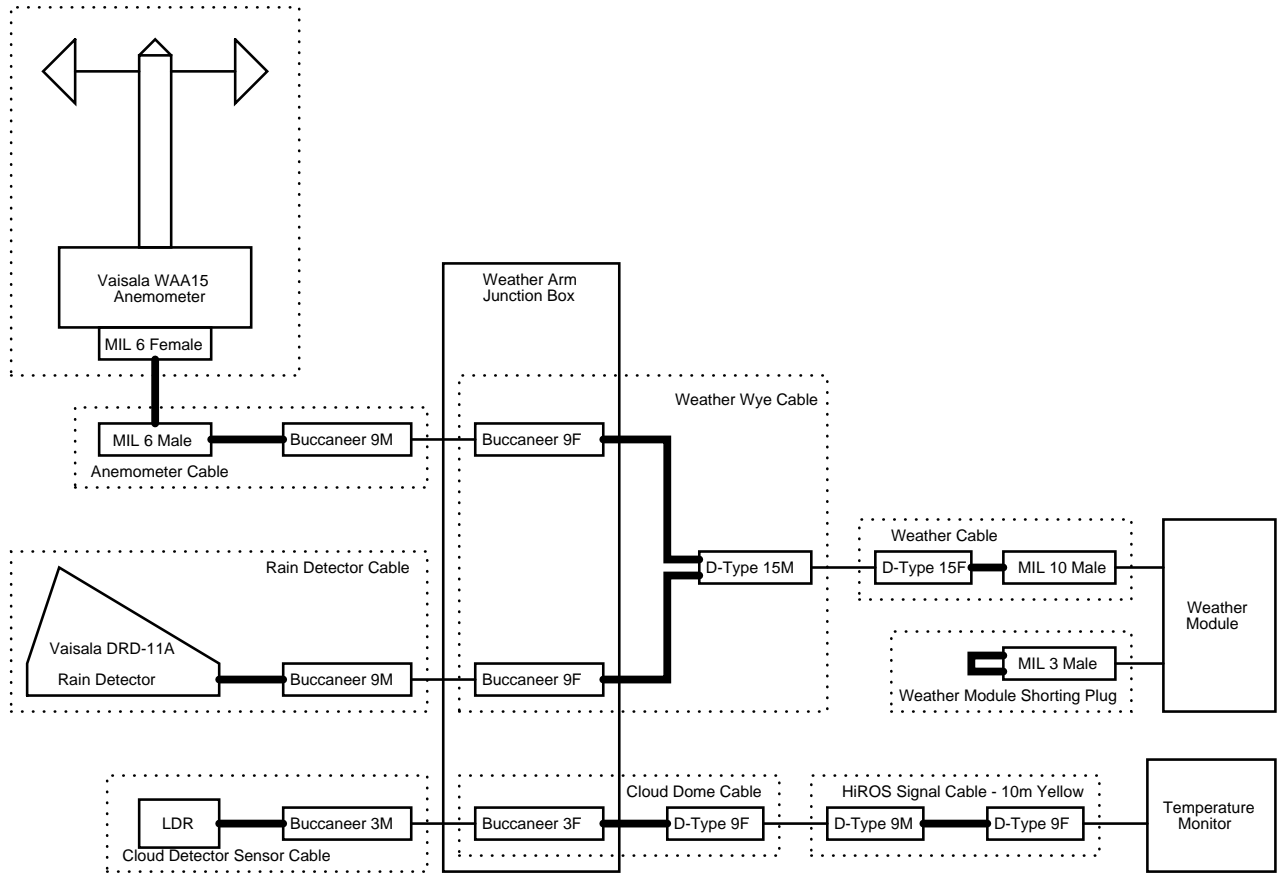 Vaisala WAA15
Anemometer
MIL 6 Female
Weather Arm
Junction Box
Weather Wye Cable
MIL 6 Male
Buccaneer 9M
Buccaneer 9F
Anemometer Cable
Rain Detector Cable
Weather Cable
D-Type 15M
D-Type 15F
MIL 10 Male
Weather
Module
Vaisala DRD-11A
Rain Detector
Buccaneer 9M
Buccaneer 9F
MIL 3 Male
Weather Module Shorting Plug
Cloud Dome Cable
HiROS Signal Cable - 10m Yellow
LDR
Buccaneer 3M
Buccaneer 3F
D-Type 9F
D-Type 9M
D-Type 9F
Temperature
Monitor
Cloud Detector Sensor Cable